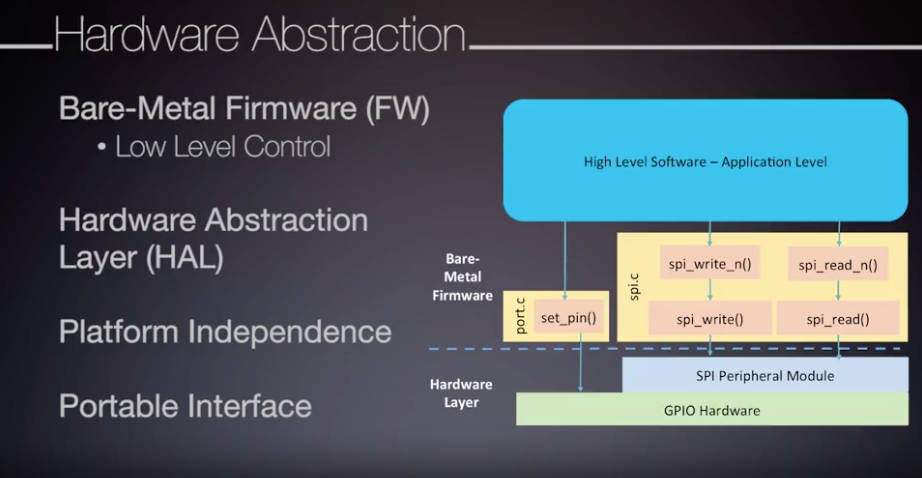 Hardware Abstraction
Bare-Metal Firmware (FW)
• Low Level Control
Hardware Abstraction
Layer (HAL)
Platform Independence
Portable Interface
High Level Software – Application Level
Bare-
Metal
Firmware
port.c
set_pin()
spi.c
spi_write_n()
spi_read_n()
spi_write()
spi_read()
Hardware
Layer
SPI Peripheral Module
GPIO Hardware